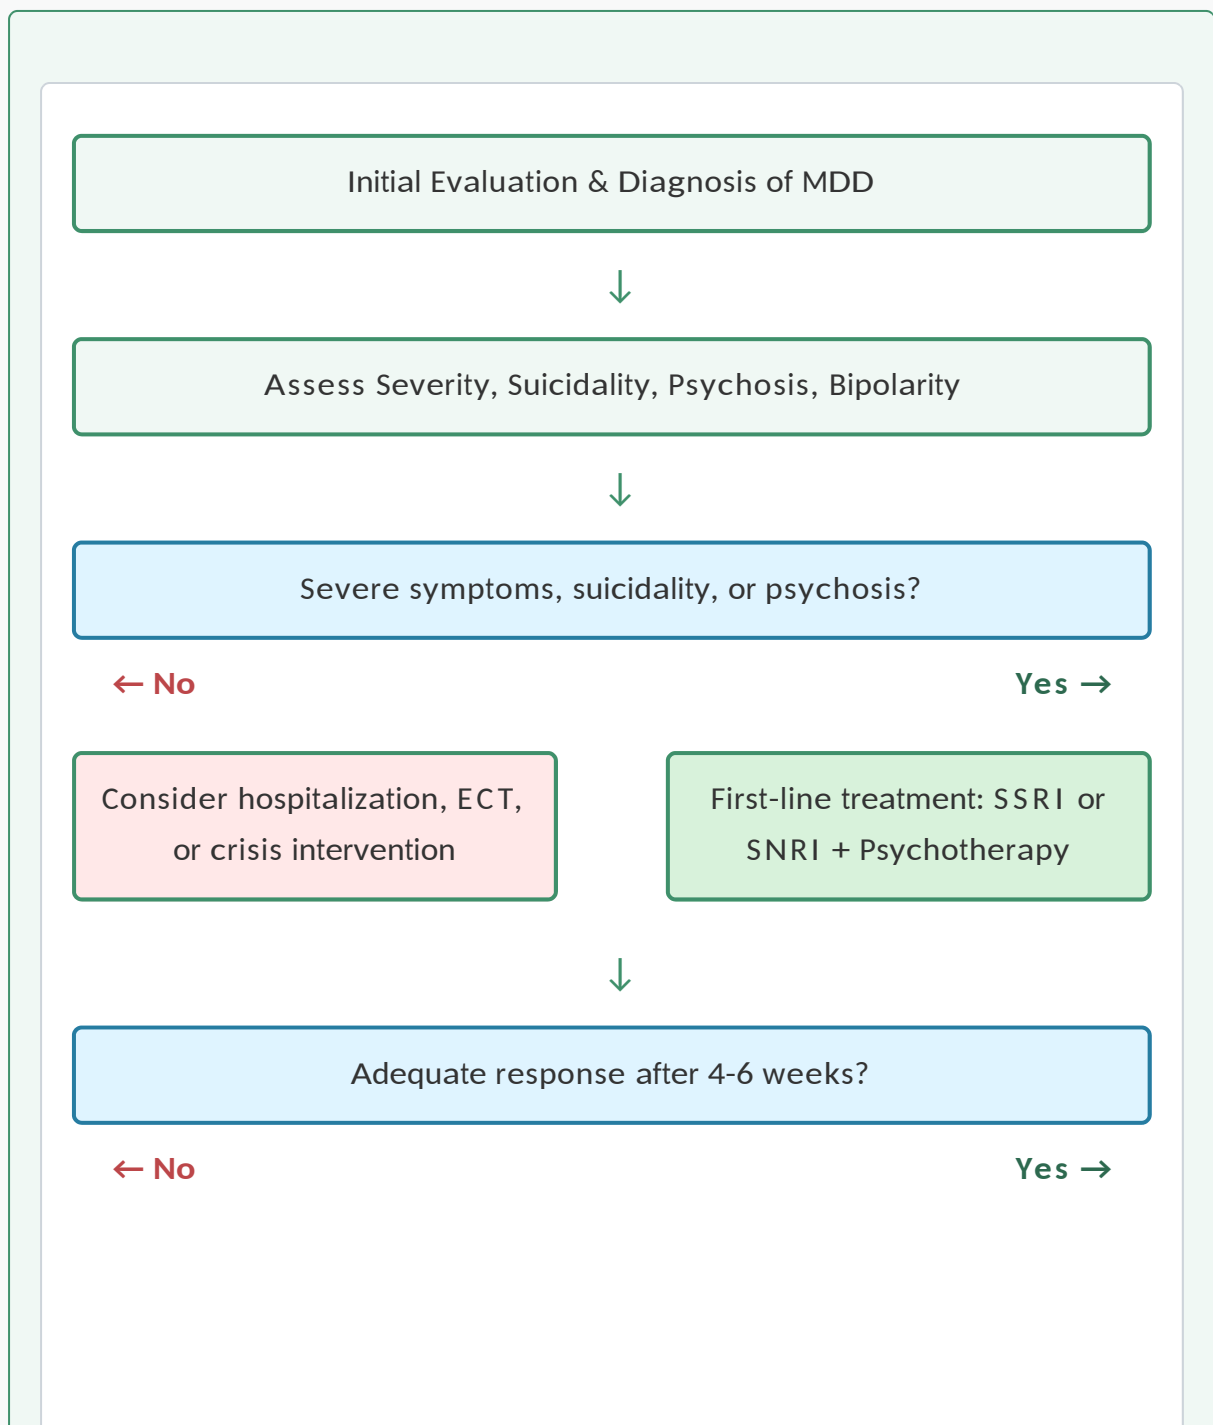 Initial Evaluation & Diagnosis of MDD
↓
Assess Severity, Suicidality, Psychosis, Bipolarity
↓
Severe symptoms, suicidality, or psychosis?
← No
Yes →
Consider hospitalization, ECT,
or crisis intervention
First-line treatment: SSRI or
SNRI + Psychotherapy
↓
Adequate response after 4-6 weeks?
← No
Yes →